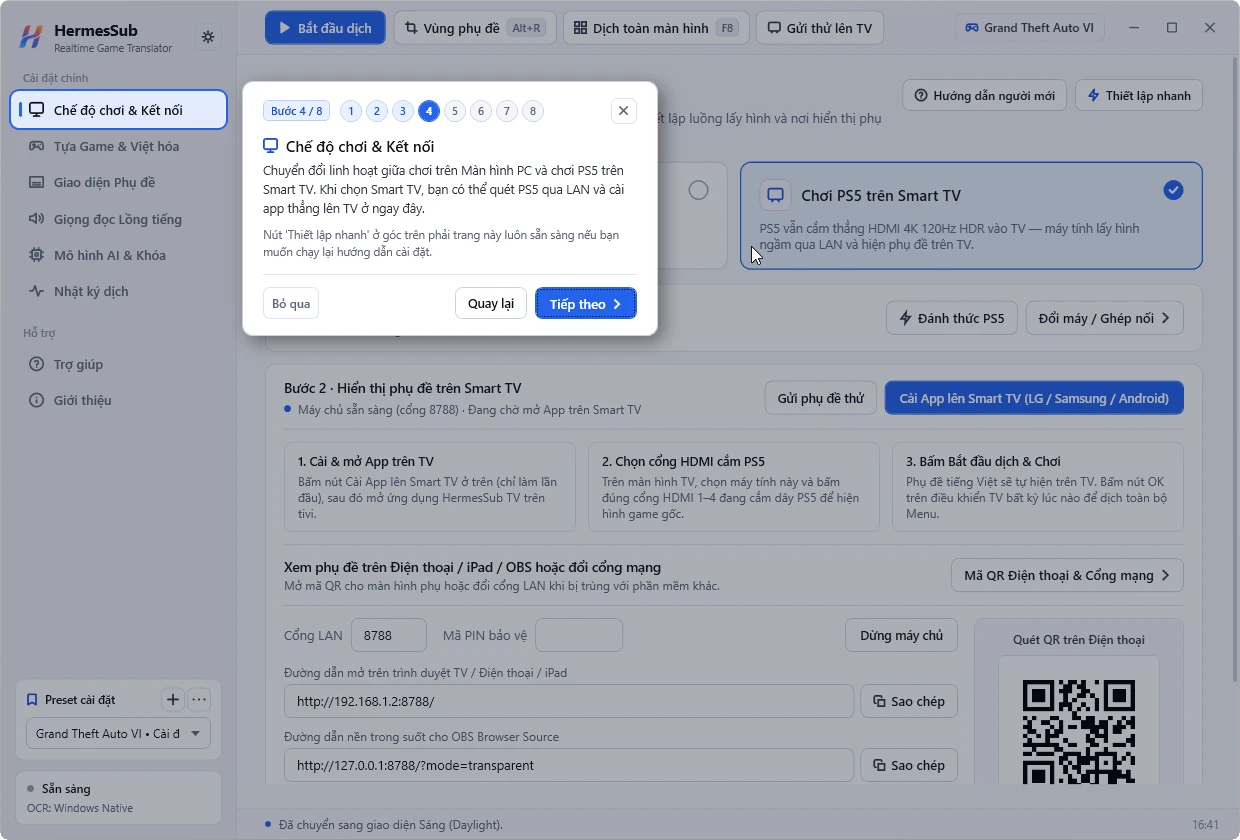 HermesSub
Realtime Game Translator
Bắt đầu dịch
Vùng phụ đề Alt+R
Dịch toàn màn hình F8
Gửi thử lên TV
Grand Theft Auto VI
Cài đặt chính
Chế độ chơi & Kết nối
Tựa Game & Việt hóa
Giao diện Phụ đề
Giọng đọc Lồng tiếng
Mô hình AI & Khóa
Nhật ký dịch
Hỗ trợ
Trợ giúp
Giới thiệu
Preset cài đặt
Grand Theft Auto VI • Cài đ
Sẵn sàng
OCR: Windows Native
Bước 4 / 8 1 2 3 4 5 6 7 8
Chế độ chơi & Kết nối
Chuyển đổi linh hoạt giữa chơi trên Màn hình PC và chơi PS5 trên
Smart TV. Khi chọn Smart TV, bạn có thể quét PS5 qua LAN và cài
app thẳng lên TV ở ngay đây.
Nút 'Thiết lập nhanh' ở góc trên phải trang này luôn sẵn sàng nếu bạn
muốn chạy lại hướng dẫn cài đặt.
Bỏ qua
Quay lại
Tiếp theo
Hướng dẫn người mới
Thiết lập nhanh
lập luồng lấy hình và nơi hiển thị phụ
Chơi PS5 trên Smart TV
PS5 vẫn cắm thẳng HDMI 4K 120Hz HDR vào TV — máy tính lấy hình
ngầm qua LAN và hiện phụ đề trên TV.
Đánh thức PS5
Đổi máy / Ghép nối
Bước 2 · Hiển thị phụ đề trên Smart TV
Máy chủ sẵn sàng (cổng 8788) · Đang chờ mở App trên Smart TV
Gửi phụ đề thử
Cài App lên Smart TV (LG / Samsung / Android)
1. Cài & mở App trên TV
Bấm nút Cài App lên Smart TV ở trên (chỉ làm lần
đầu), sau đó mở ứng dụng HermesSub TV trên
tivi.
2. Chọn cổng HDMI cắm PS5
Trên màn hình TV, chọn máy tính này và bấm
đúng cổng HDMI 1–4 đang cắm dây PS5 để hiện
hình game gốc.
3. Bấm Bắt đầu dịch & Chơi
Phụ đề tiếng Việt sẽ tự hiện trên TV. Bấm nút OK
trên điều khiển TV bất kỳ lúc nào để dịch toàn bộ
Menu.
Xem phụ đề trên Điện thoại / iPad / OBS hoặc đổi cổng mạng
Mở mã QR cho màn hình phụ hoặc đổi cổng LAN khi bị trùng với phần mềm khác.
Mã QR Điện thoại & Cổng mạng
Cổng LAN 8788
Mã PIN bảo vệ
Dừng máy chủ
Quét QR trên Điện thoại
Đường dẫn mở trên trình duyệt TV / Điện thoại / iPad
http://192.168.1.2:8788/
Sao chép
Đường dẫn nền trong suốt cho OBS Browser Source
http://127.0.0.1:8788/?mode=transparent
Sao chép
Đã chuyển sang giao diện Sáng (Daylight).
16:41